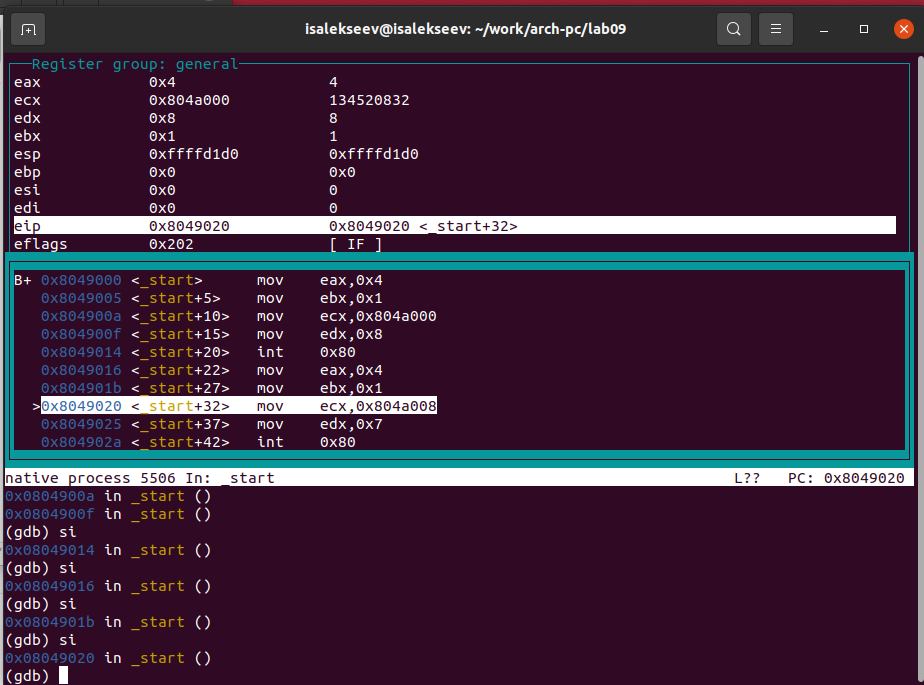 isalekseev@isalekseev: ~/work/arch-pc/lab09
Register group: general
eax 0x4 4
ecx 0x804a000 134520832
edx 0x8 8
ebx 0x1 1
esp 0xffffd1d0 0xffffd1d0
ebp 0x0 0x0
esi 0x0 0
edi 0x0 0
eip 0x8049020 0x8049020 <_start+32>
eflags 0x202 [ IF ]
B+ 0x8049000 <_start> mov eax,0x4
0x8049005 <_start+5> mov ebx,0x1
0x804900a <_start+10> mov ecx,0x804a000
0x804900f <_start+15> mov edx,0x8
0x8049014 <_start+20> int 0x80
0x8049016 <_start+22> mov eax,0x4
0x804901b <_start+27> mov ebx,0x1
>0x8049020 <_start+32> mov ecx,0x804a008
0x8049025 <_start+37> mov edx,0x7
0x804902a <_start+42> int 0x80
native process 5506 In: _start L?? PC: 0x8049020
0x0804900a in _start ()
0x0804900f in _start ()
(gdb) si
0x08049014 in _start ()
(gdb) si
0x08049016 in _start ()
(gdb) si
0x0804901b in _start ()
(gdb) si
0x08049020 in _start ()
(gdb)